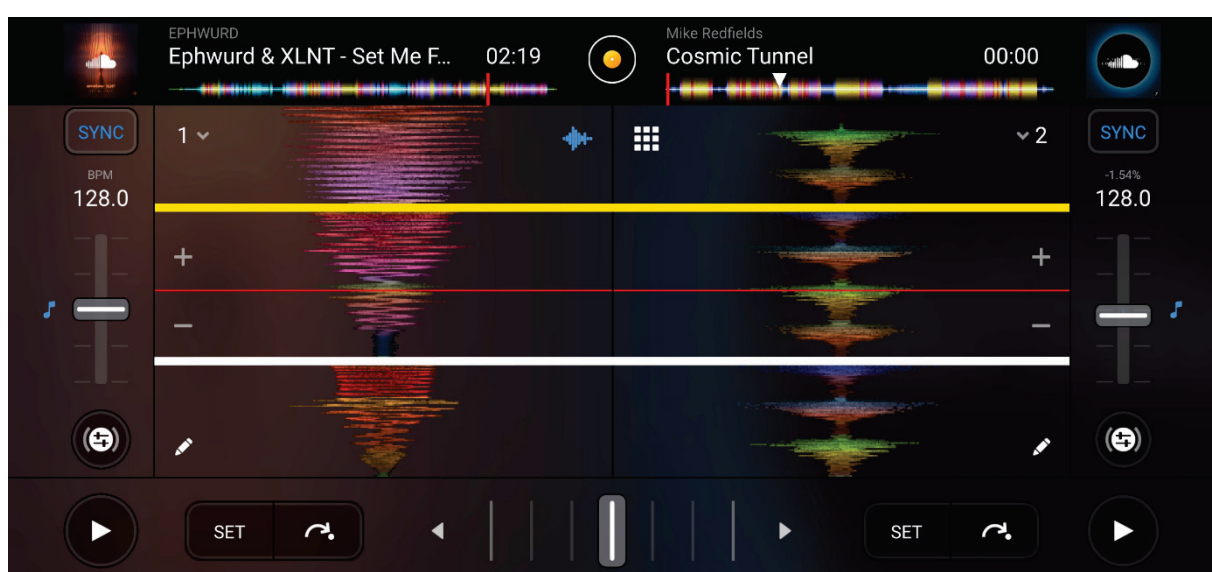 EPHWURD
Ephwurd & XLNT - Set Me F... 02:19
Mike Redfields
Cosmic Tunnel 00:00
SYNC
1
2
SYNC
BPM
128.0
-1.54%
128.0
SET
SET